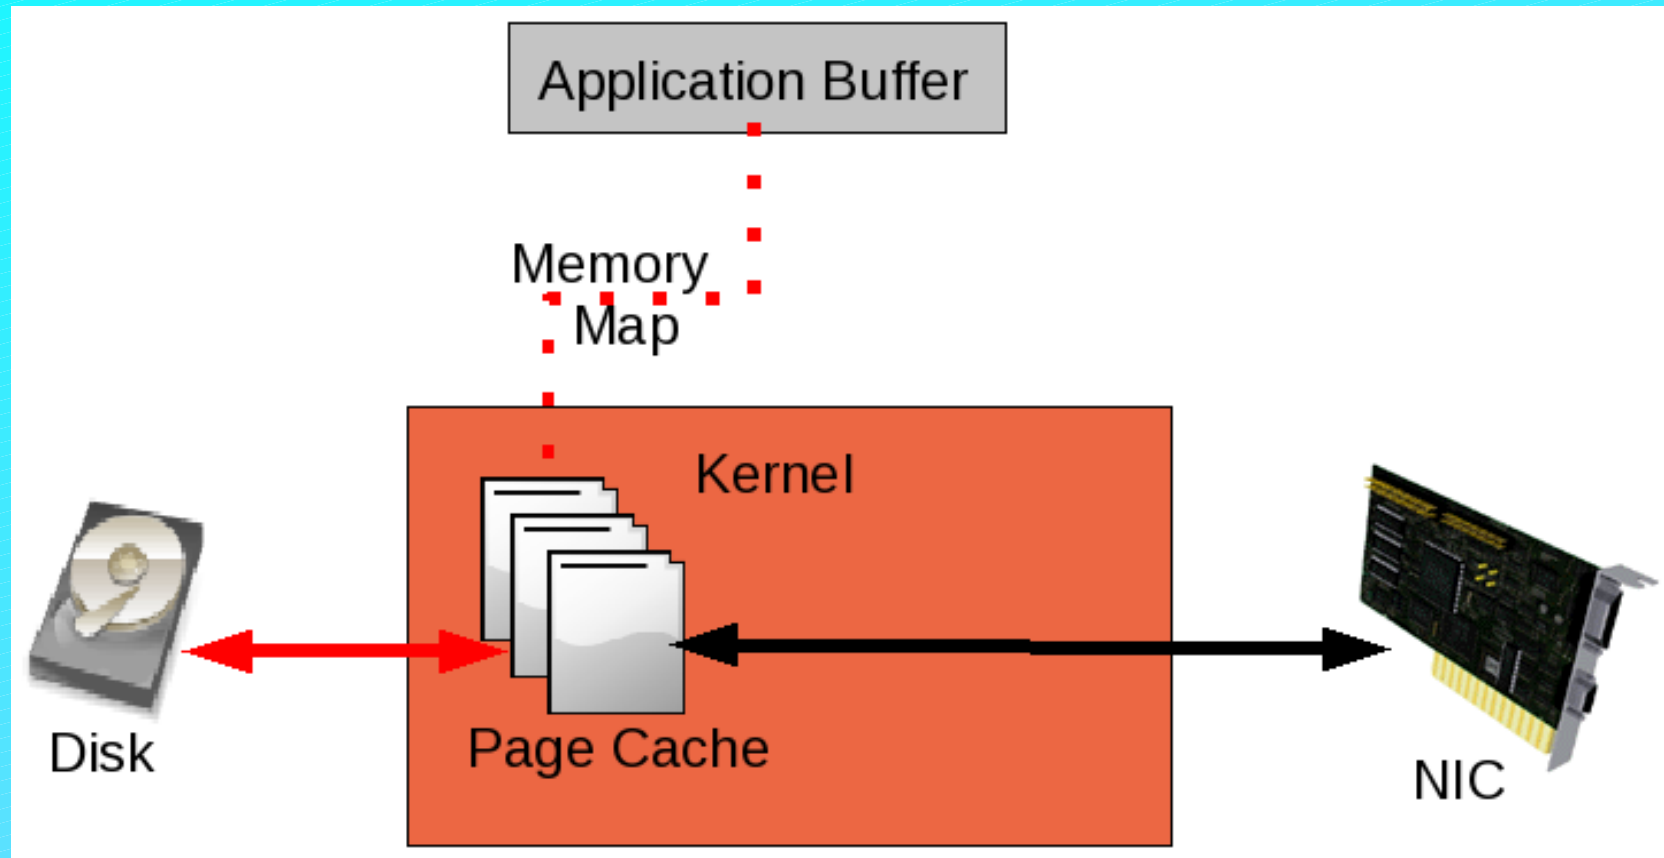 Application Buffer
Memory
Map
Kernel
Page Cache
Disk
NIC